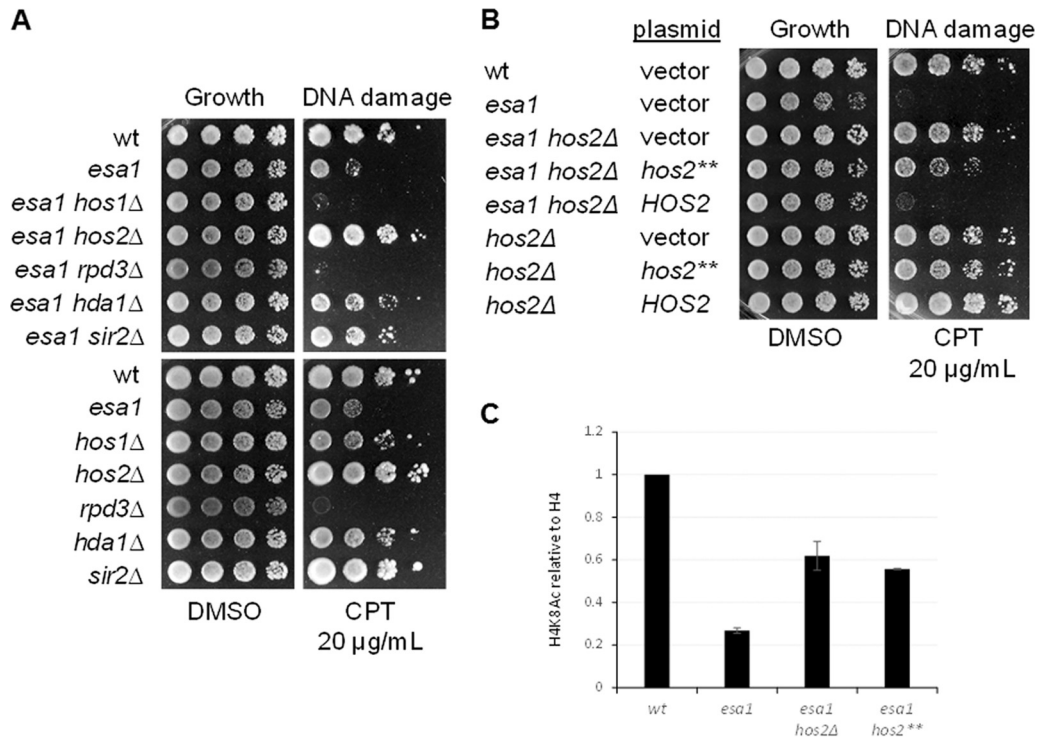 A
Growth DNA damage
wt
esa1
esa1 hos1Δ
esa1 hos2Δ
esa1 rpd3Δ
esa1 hda1Δ
esa1 sir2Δ
wt
esa1
hos1Δ
hos2Δ
rpd3Δ
hda1Δ
sir2Δ
DMSO CPT
20 µg/mL
B
plasmid Growth DNA damage
wt vector
esa1 vector
esa1 hos2Δ vector
esa1 hos2Δ hos2**
esa1 hos2Δ HOS2
hos2Δ vector
hos2Δ hos2**
hos2Δ HOS2
DMSO CPT
20 µg/mL
C
H4K8Ac relative to H4
1.2
1
0.8
0.6
0.4
0.2
0
wt esa1 esa1 esa1
hos2Δ hos2**